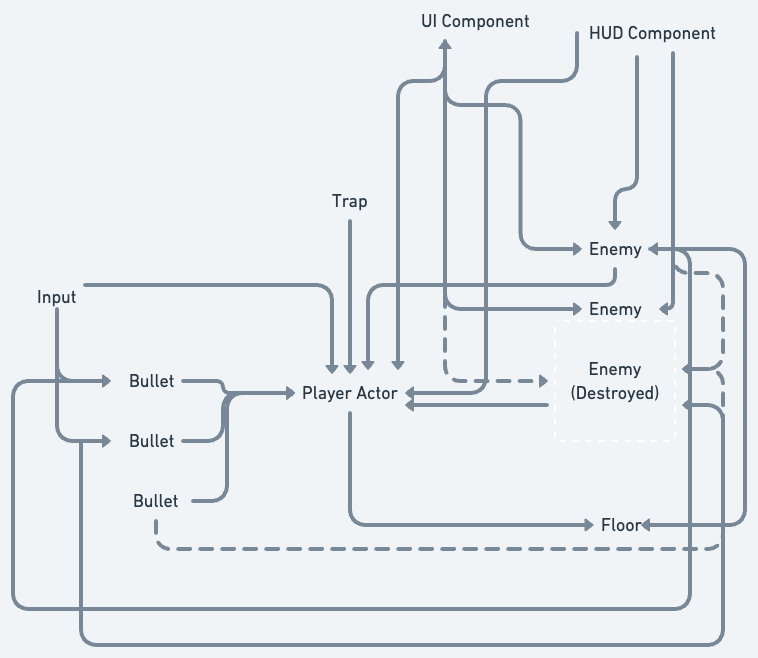 UI Component
HUD Component
Trap
Enemy
Input
Enemy
Bullet
Enemy
(Destroyed)
Player Actor
Bullet
Bullet
Floor